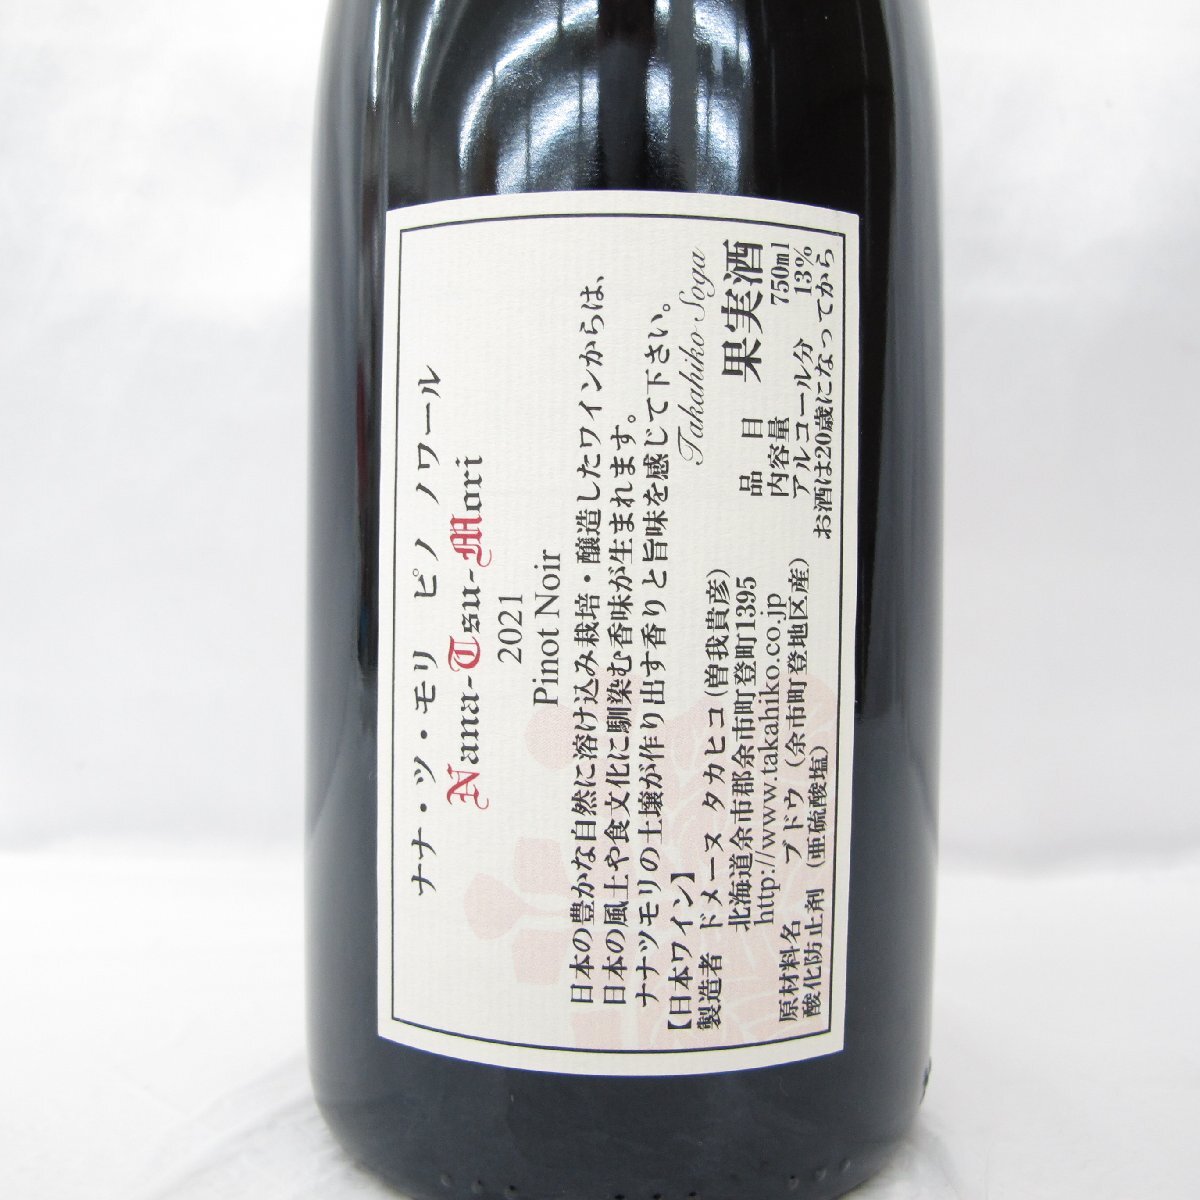 ナナ・ツ・モリ ピノ ノワール
Nana-Tsu-Mori
2021
Pinot Noir
日本の豊かな自然に溶け込み栽培・醸造したワインからは、
日本の風土や食文化に馴染む香味が生まれます。
ナナツモリの土壌が作り出す香りと旨味を感じて下さい。
Takahiko Soga
【日本ワイン】
製造者 ドメーヌ タカヒコ (曽我貴彦)
北海道余市郡余市町登町1395
http://www.takahiko.co.jp
原材料名 ブドウ (余市町登地区産)
酸化防止剤 (亜硫酸塩)
品目 果実酒
内容量 750ml
アルコール分 13%
お酒は20歳になってから